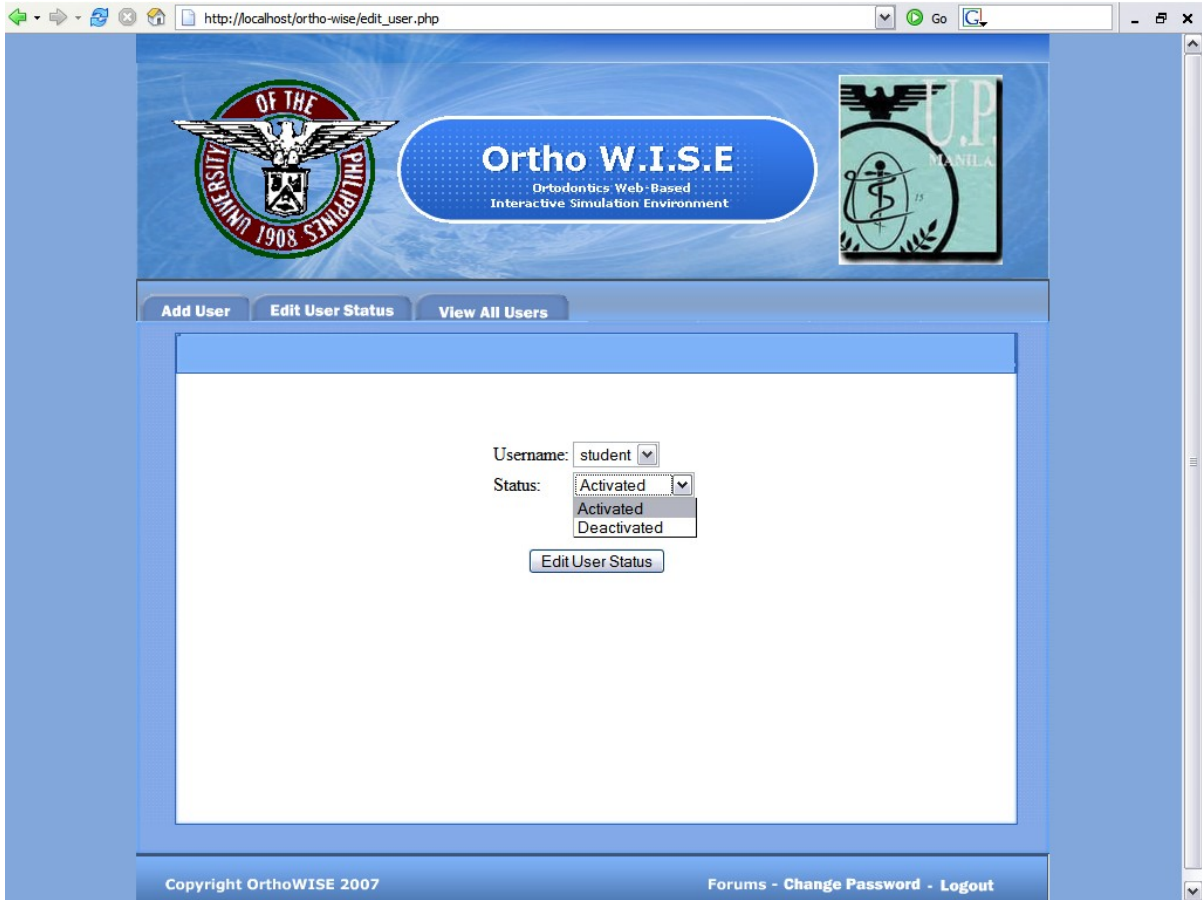 http://localhost/ortho-wise/edit_user.php
Go
G
UNIVERSITY OF THE PHILIPPINES
1908
Ortho W.I.S.E
Ortodontics Web-Based
Interactive Simulation Environment
U.P.
MANILA
15
Add User
Edit User Status
View All Users
Username: student
Status: Activated
Activated
Deactivated
Edit User Status
Copyright OrthoWISE 2007
Forums - Change Password - Logout